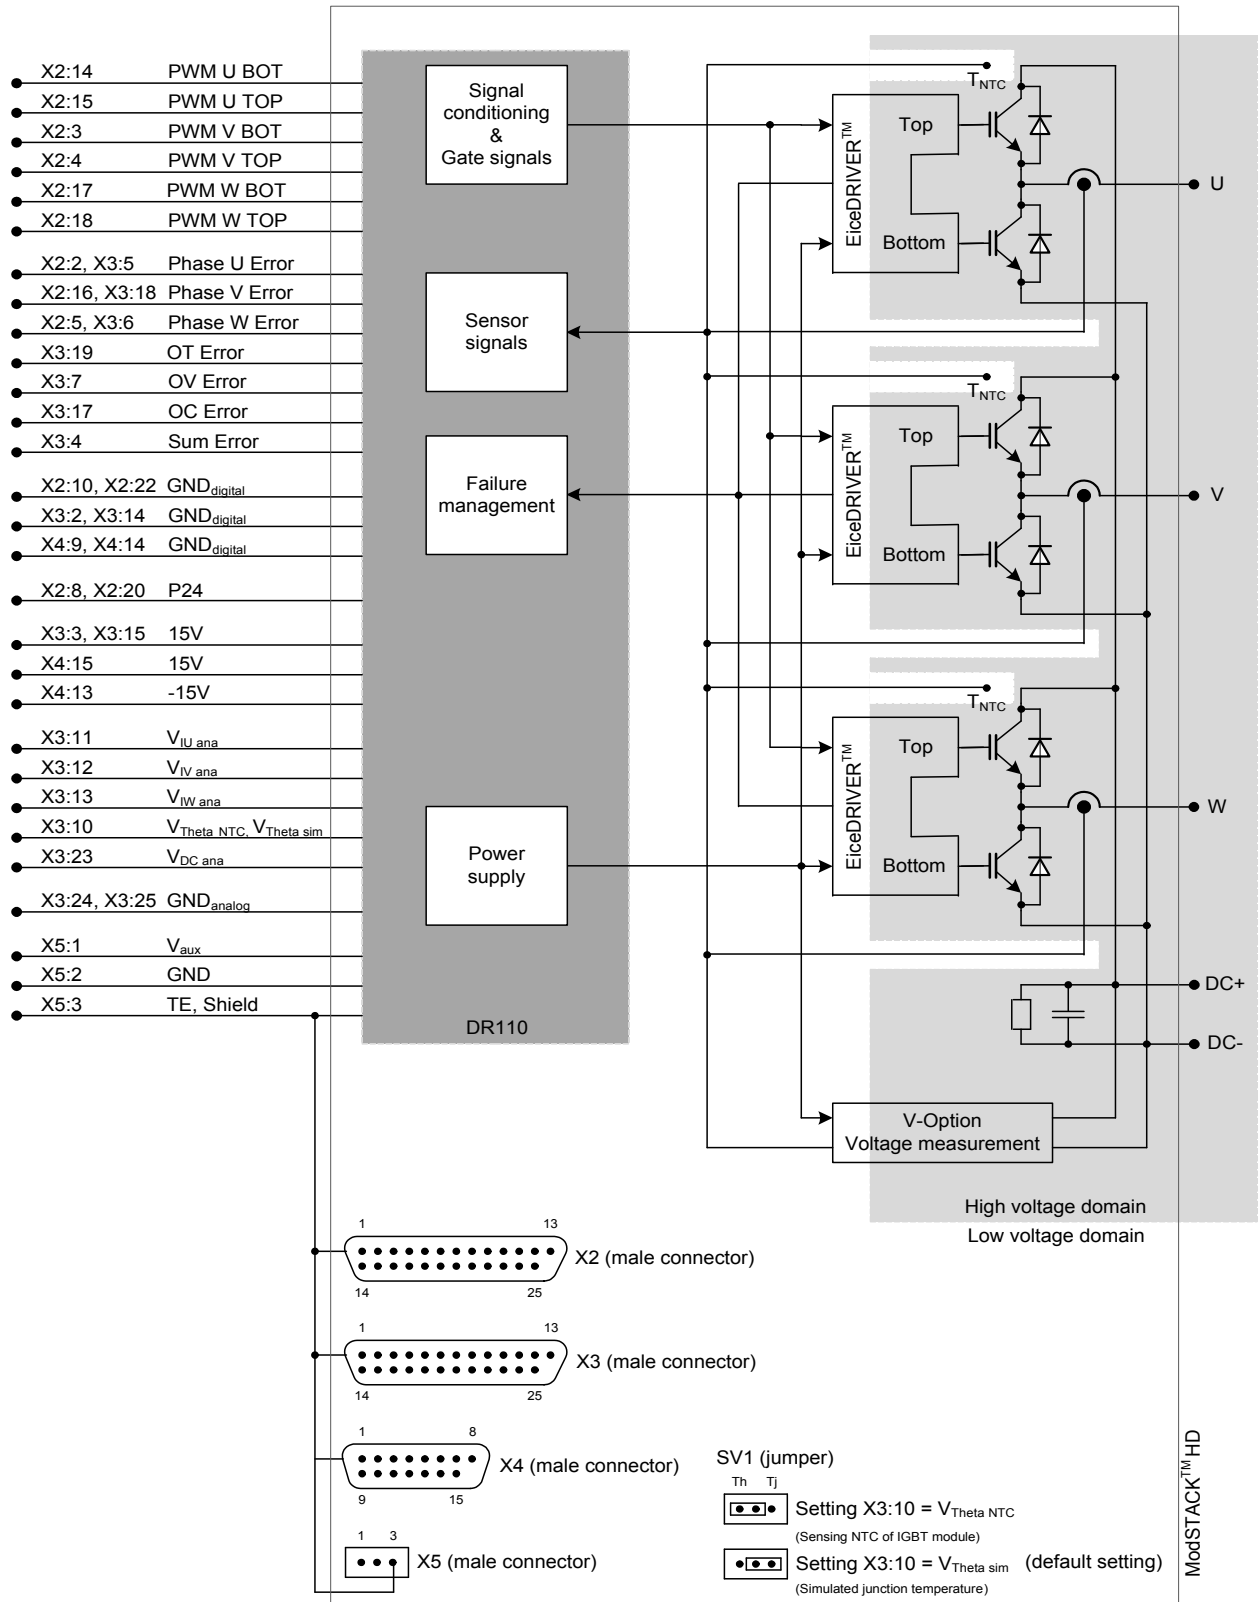 X2:14 PWM U BOT
X2:15 PWM U TOP
X2:3 PWM V BOT
X2:4 PWM V TOP
X2:17 PWM W BOT
X2:18 PWM W TOP
X2:2, X3:5 Phase U Error
X2:16, X3:18 Phase V Error
X2:5, X3:6 Phase W Error
X3:19 OT Error
X3:7 OV Error
X3:17 OC Error
X3:4 Sum Error
X2:10, X2:22 GNDdigital
X3:2, X3:14 GNDdigital
X4:9, X4:14 GNDdigital
X2:8, X2:20 P24
X3:3, X3:15 15V
X4:15 15V
X4:13 -15V
X3:11 VIU ana
X3:12 VIV ana
X3:13 VIW ana
X3:10 VTheta NTC, VTheta sim
X3:23 VDC ana
X3:24, X3:25 GNDanalog
X5:1 Vaux
X5:2 GND
X5:3 TE, Shield
Signal
conditioning
&
Gate signals
Sensor
signals
Failure
management
Power
supply
DR110
TNTC
EiceDRIVER™
Top
Bottom
U
TNTC
EiceDRIVER™
Top
Bottom
V
TNTC
EiceDRIVER™
Top
Bottom
W
DC+
DC-
V-Option
Voltage measurement
High voltage domain
Low voltage domain
1 13
X2 (male connector)
14 25
1 13
X3 (male connector)
14 25
1 8
X4 (male connector)
9 15
1 3
X5 (male connector)
SV1 (jumper)
Th Tj
Setting X3:10 = VTheta NTC
(Sensing NTC of IGBT module)
Setting X3:10 = VTheta sim (default setting)
(Simulated junction temperature)
ModSTACK™ HD